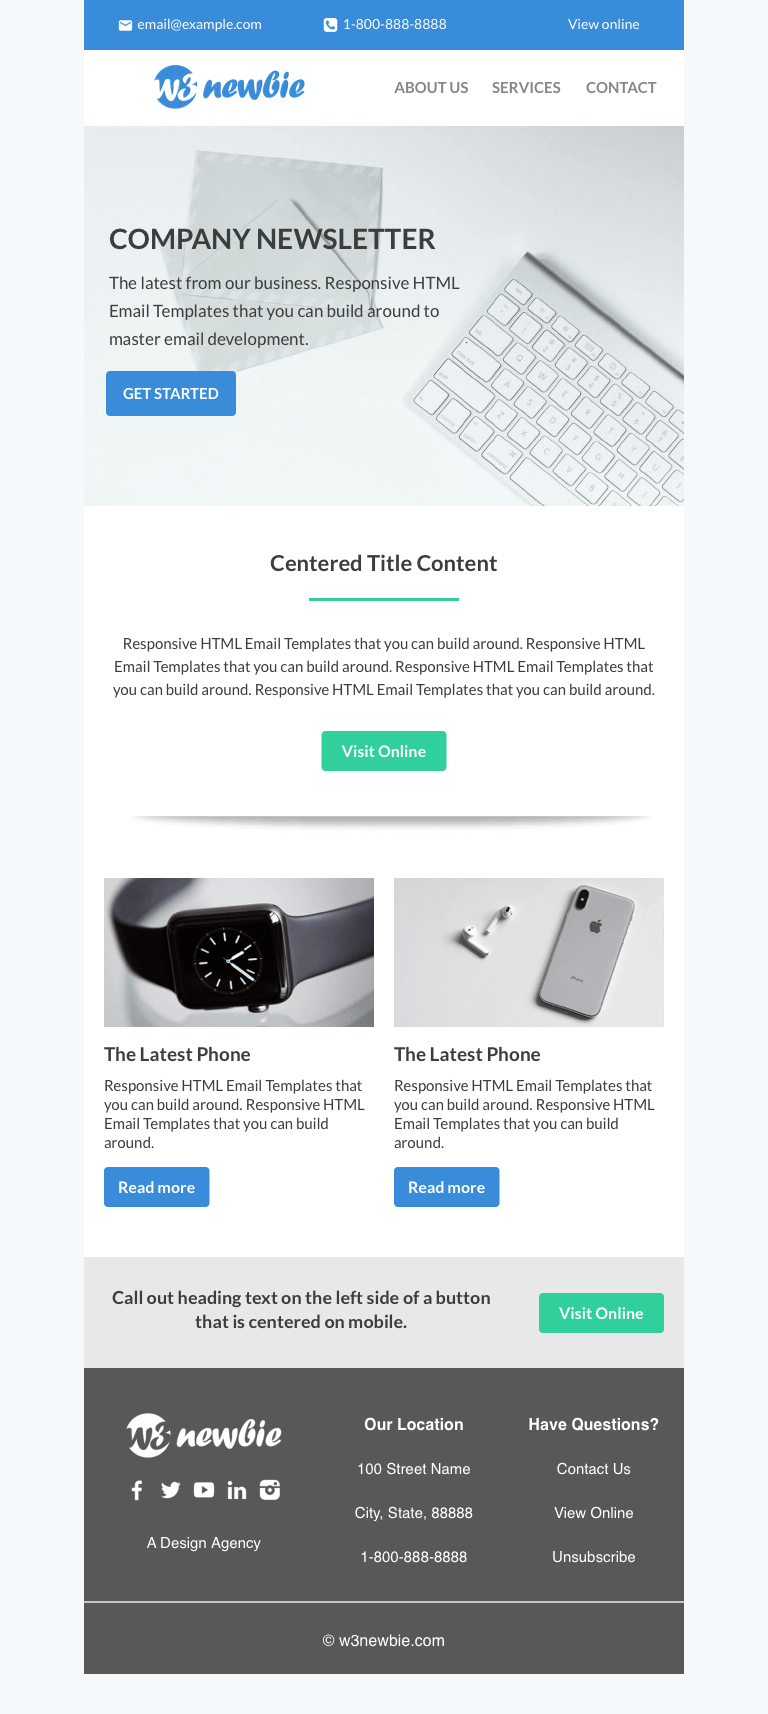 email@example.com
1-800-888-8888
View online
w3 newbie
ABOUT US
SERVICES
CONTACT
COMPANY NEWSLETTER
The latest from our business. Responsive HTML
Email Templates that you can build around to
master email development.
GET STARTED
Centered Title Content
Responsive HTML Email Templates that you can build around. Responsive HTML
Email Templates that you can build around. Responsive HTML Email Templates that
you can build around. Responsive HTML Email Templates that you can build around.
Visit Online
iPhone
The Latest Phone
Responsive HTML Email Templates that
you can build around. Responsive HTML
Email Templates that you can build
around.
Read more
The Latest Phone
Responsive HTML Email Templates that
you can build around. Responsive HTML
Email Templates that you can build
around.
Read more
Call out heading text on the left side of a button
that is centered on mobile.
Visit Online
w3 newbie
A Design Agency
Our Location
100 Street Name
City, State, 88888
1-800-888-8888
Have Questions?
Contact Us
View Online
Unsubscribe
© w3newbie.com